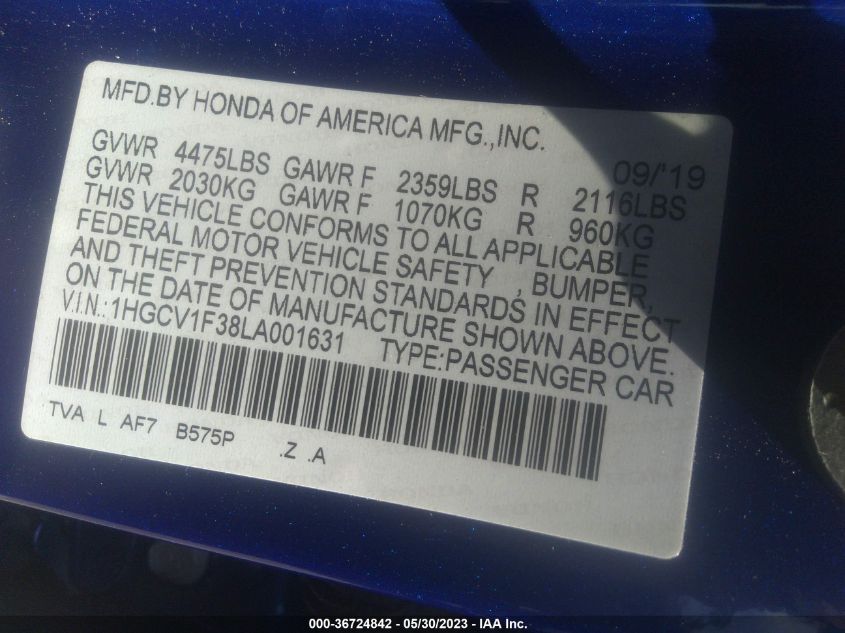 MFD.BY HONDA OF AMERICA MFG.,INC.
09/'19
GVWR 4475LBS GAWR F 2359LBS R 2116LBS
GVWR 2030KG GAWR F 1070KG R 960KG
THIS VEHICLE CONFORMS TO ALL APPLICABLE
FEDERAL MOTOR VEHICLE SAFETY , BUMPER,
AND THEFT PREVENTION STANDARDS IN EFFECT
ON THE DATE OF MANUFACTURE SHOWN ABOVE.
V.I.N.: 1HGCV1F38LA001631 TYPE:PASSENGER CAR
TVA L AF7 B575P .Z .A
000-36724842 - 05/30/2023 - IAA Inc.